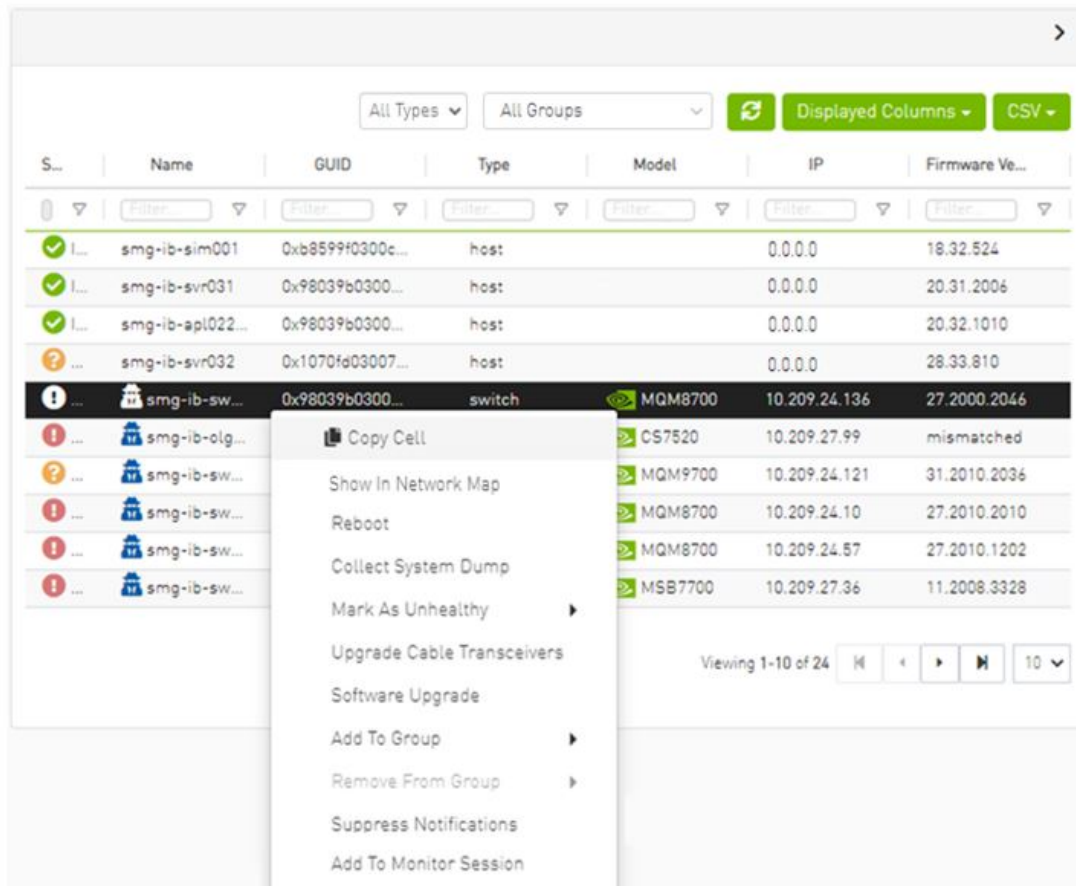 All Types All Groups Displayed Columns CSV
S... Name GUID Type Model IP Firmware Ve...
Filter... Filter... Filter... Filter... Filter... Filter...
I... smg-ib-sim001 0xb8599f0300c... host 0.0.0.0 18.32.524
I... smg-ib-svr031 0x98039b0300... host 0.0.0.0 20.31.2006
I... smg-ib-apl022... 0x98039b0300... host 0.0.0.0 20.32.1010
... smg-ib-svr032 0x1070fd03007... host 0.0.0.0 28.33.810
... smg-ib-sw... 0x98039b0300... switch MQM8700 10.209.24.136 27.2000.2046
... smg-ib-olg... CS7520 10.209.27.99 mismatched
... smg-ib-sw... MQM9700 10.209.24.121 31.2010.2036
... smg-ib-sw... MQM8700 10.209.24.10 27.2010.2010
... smg-ib-sw... MQM8700 10.209.24.57 27.2010.1202
... smg-ib-sw... MSB7700 10.209.27.36 11.2008.3328
Copy Cell
Show In Network Map
Reboot
Collect System Dump
Mark As Unhealthy
Upgrade Cable Transceivers
Software Upgrade
Add To Group
Remove From Group
Suppress Notifications
Add To Monitor Session
Viewing 1-10 of 24 10